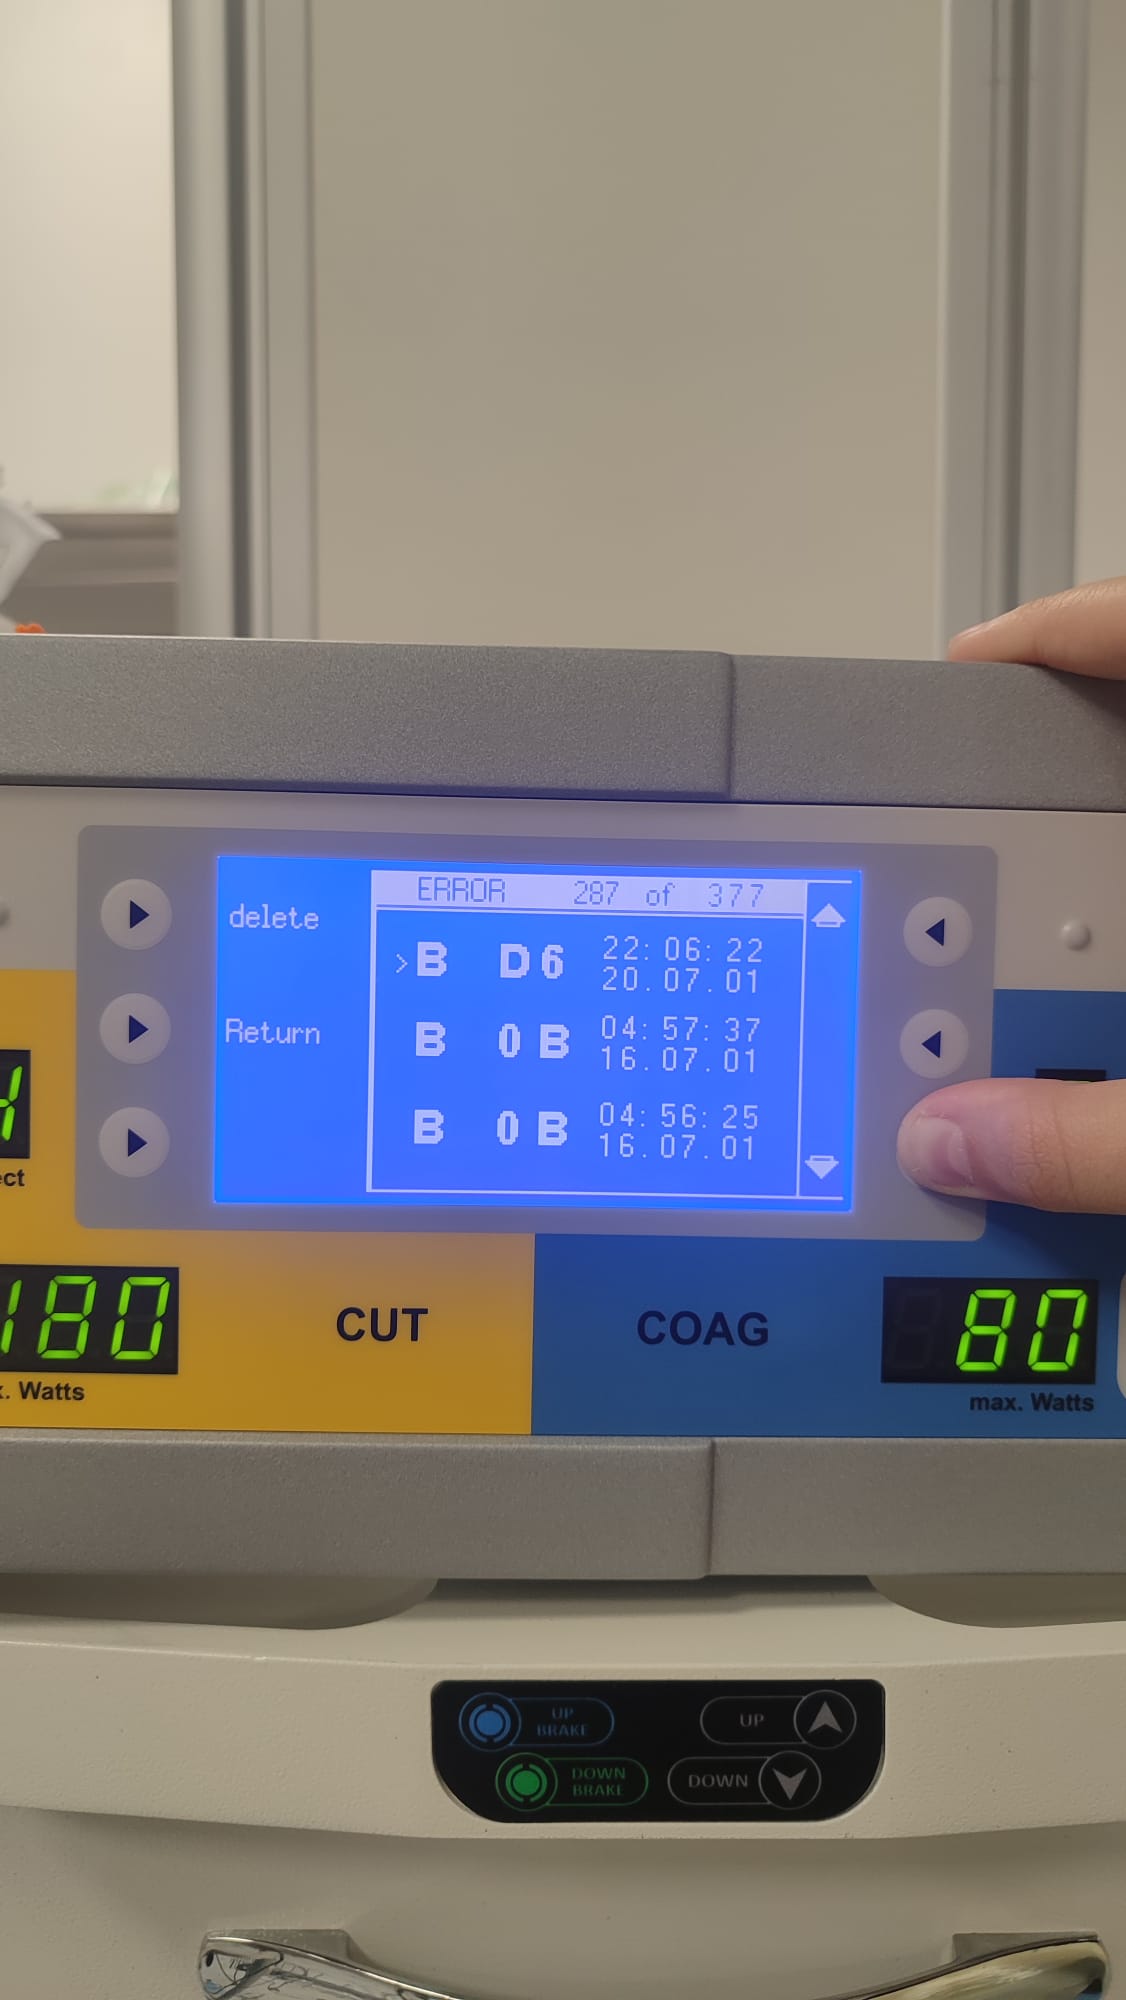 ERROR 287 of 377
delete
>B D6 22:06:22
20.07.01
Return
B 0B 04:57:37
16.07.01
B 0B 04:56:25
16.07.01
ect
180
CUT
COAG
80
x. Watts
max. Watts
UP
BRAKE
UP
DOWN
BRAKE
DOWN